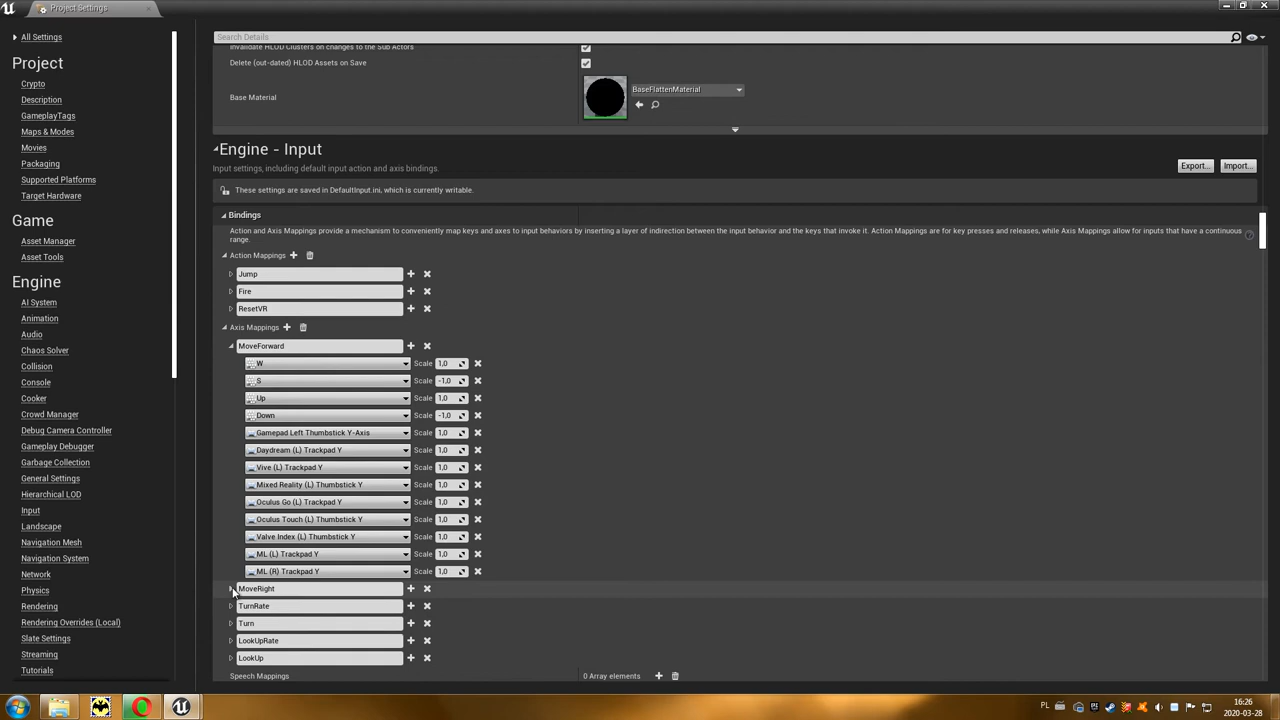 Project Settings
All Settings
Project
Crypto
Description
GameplayTags
Maps & Modes
Movies
Packaging
Supported Platforms
Target Hardware
Game
Asset Manager
Asset Tools
Engine
AI System
Animation
Audio
Chaos Solver
Collision
Console
Cooker
Crowd Manager
Debug Camera Controller
Gameplay Debugger
Garbage Collection
General Settings
Hierarchical LOD
Input
Landscape
Navigation Mesh
Navigation System
Network
Physics
Rendering
Rendering Overrides (Local)
Slate Settings
Streaming
Tutorials
Search Details
Invalidate HLOD Clusters on changes to the Sub Actors
Delete (out-dated) HLOD Assets on Save
Base Material
BaseFlattenMaterial
Engine - Input
Input settings, including default input action and axis bindings.
Export...
Import...
These settings are saved in DefaultInput.ini, which is currently writable.
Bindings
Action and Axis Mappings provide a mechanism to conveniently map keys and axes to input behaviors by inserting a layer of indirection between the input behavior and the keys that invoke it. Action Mappings are for key presses and releases, while Axis Mappings allow for inputs that have a continuous
range.
Action Mappings
Jump
Fire
ResetVR
Axis Mappings
MoveForward
W Scale 1,0
S Scale -1,0
Up Scale 1,0
Down Scale -1,0
Gamepad Left Thumbstick Y-Axis Scale 1,0
Daydream (L) Trackpad Y Scale 1,0
Vive (L) Trackpad Y Scale 1,0
Mixed Reality (L) Thumbstick Y Scale 1,0
Oculus Go (L) Trackpad Y Scale 1,0
Oculus Touch (L) Thumbstick Y Scale 1,0
Valve Index (L) Thumbstick Y Scale 1,0
ML (L) Trackpad Y Scale 1,0
ML (R) Trackpad Y Scale 1,0
MoveRight
TurnRate
Turn
LookUpRate
LookUp
Speech Mappings
0 Array elements
PL
16:26
2020-03-28